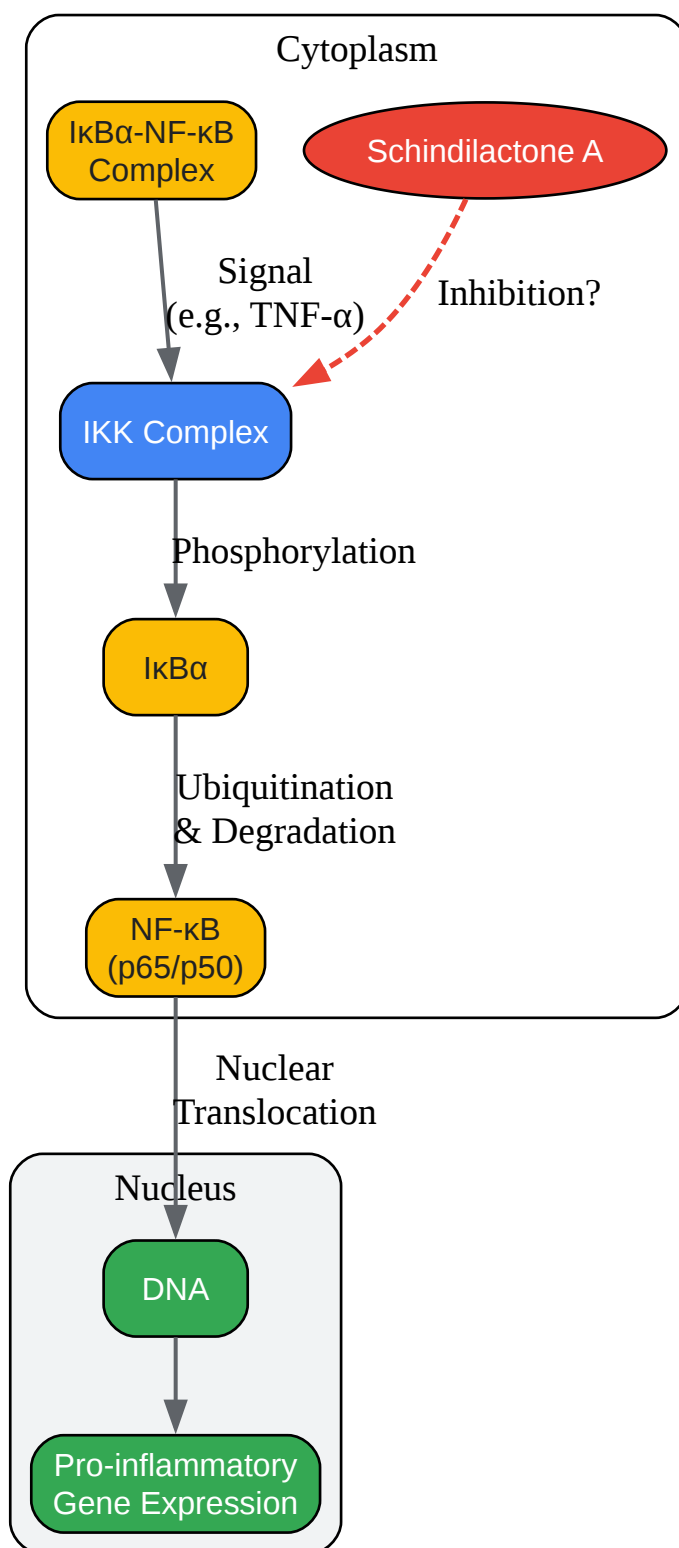 Cytoplasm
IκBα-NF-κB
Complex
Schindilactone A
Signal
(e.g., TNF-α)
Inhibition?
IKK Complex
Phosphorylation
IκBα
Ubiquitination
& Degradation
NF-κB
(p65/p50)
Nuclear
Translocation
Nucleus
DNA
Pro-inflammatory
Gene Expression